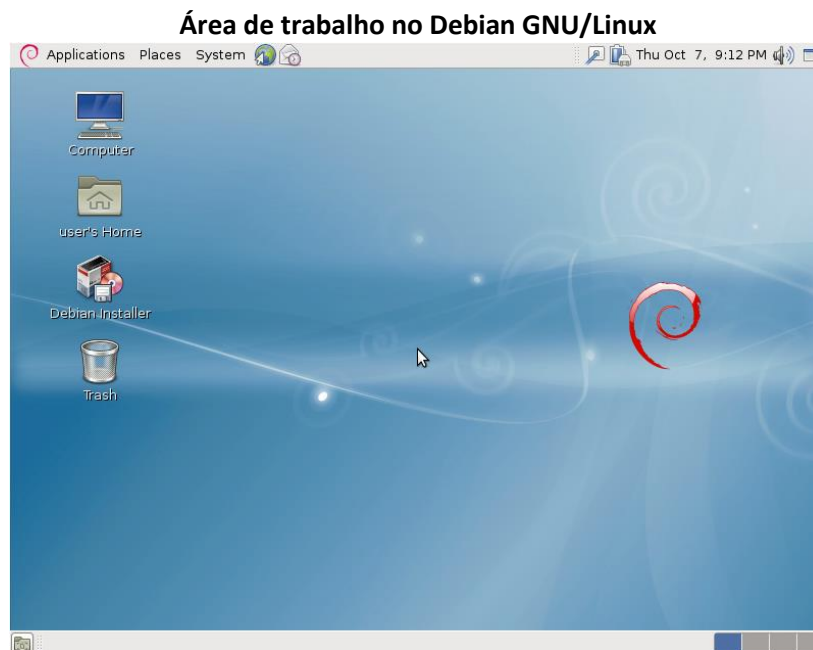 Área de trabalho no Debian GNU/Linux
Applications Places System Thu Oct 7, 9:12 PM
Computer
user's Home
Debian Installer
Trash